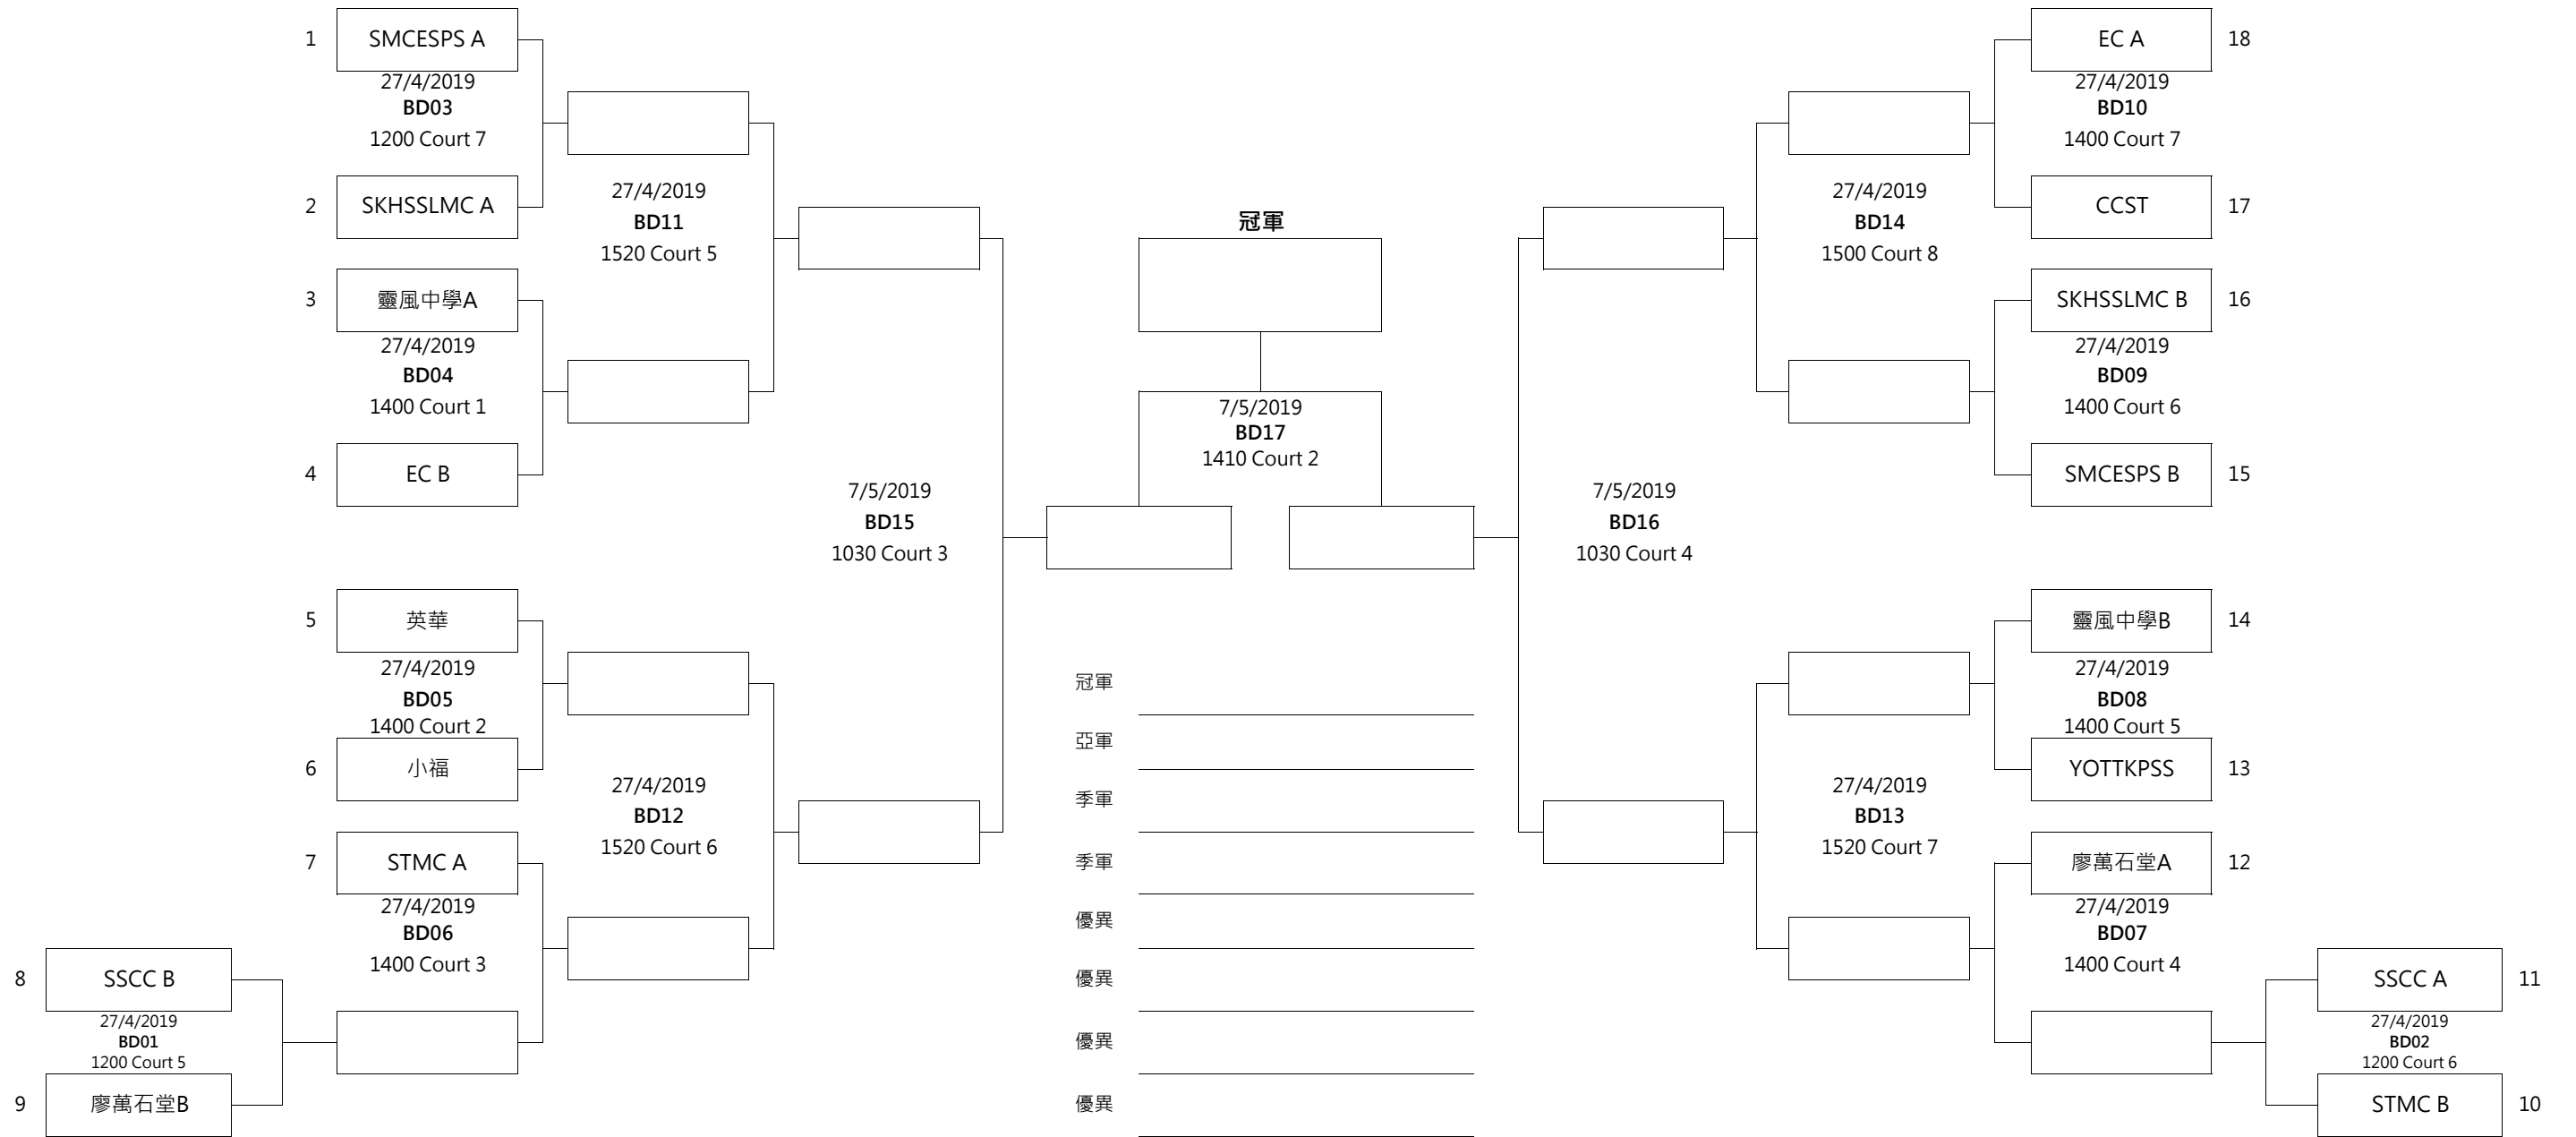 1
SMCESPS A
27/4/2019
BD03
1200 Court 7
2
SKHSSLMC A
27/4/2019
BD11
1520 Court 5
3
靈風中學A
27/4/2019
BD04
1400 Court 1
4
EC B
7/5/2019
BD15
1030 Court 3
5
英華
27/4/2019
BD05
1400 Court 2
6
小福
27/4/2019
BD12
1520 Court 6
7
STMC A
27/4/2019
BD06
1400 Court 3
8
SSCC B
27/4/2019
BD01
1200 Court 5
9
廖萬石堂B
冠軍
7/5/2019
BD17
1410 Court 2
冠軍
亞軍
季軍
季軍
優異
優異
優異
優異
EC A
18
27/4/2019
BD10
1400 Court 7
CCST
17
27/4/2019
BD14
1500 Court 8
SKHSSLMC B
16
27/4/2019
BD09
1400 Court 6
SMCESPS B
15
7/5/2019
BD16
1030 Court 4
靈風中學B
14
27/4/2019
BD08
1400 Court 5
YOTTKPSS
13
27/4/2019
BD13
1520 Court 7
廖萬石堂A
12
27/4/2019
BD07
1400 Court 4
SSCC A
11
27/4/2019
BD02
1200 Court 6
STMC B
10